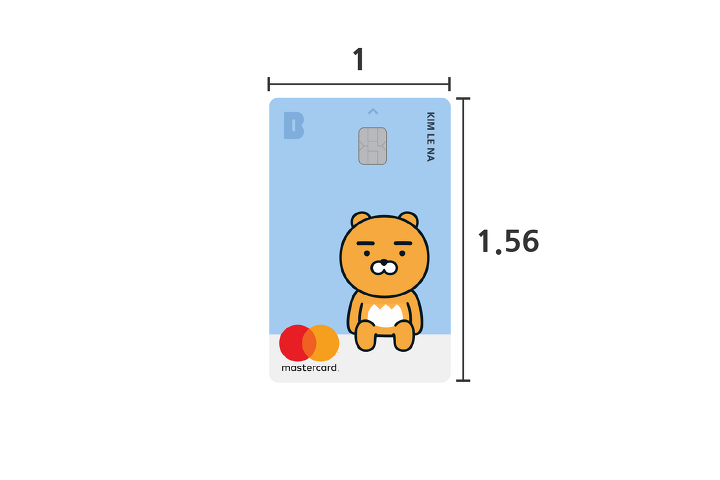 1
B
KIM LE NA
1.56
mastercard.